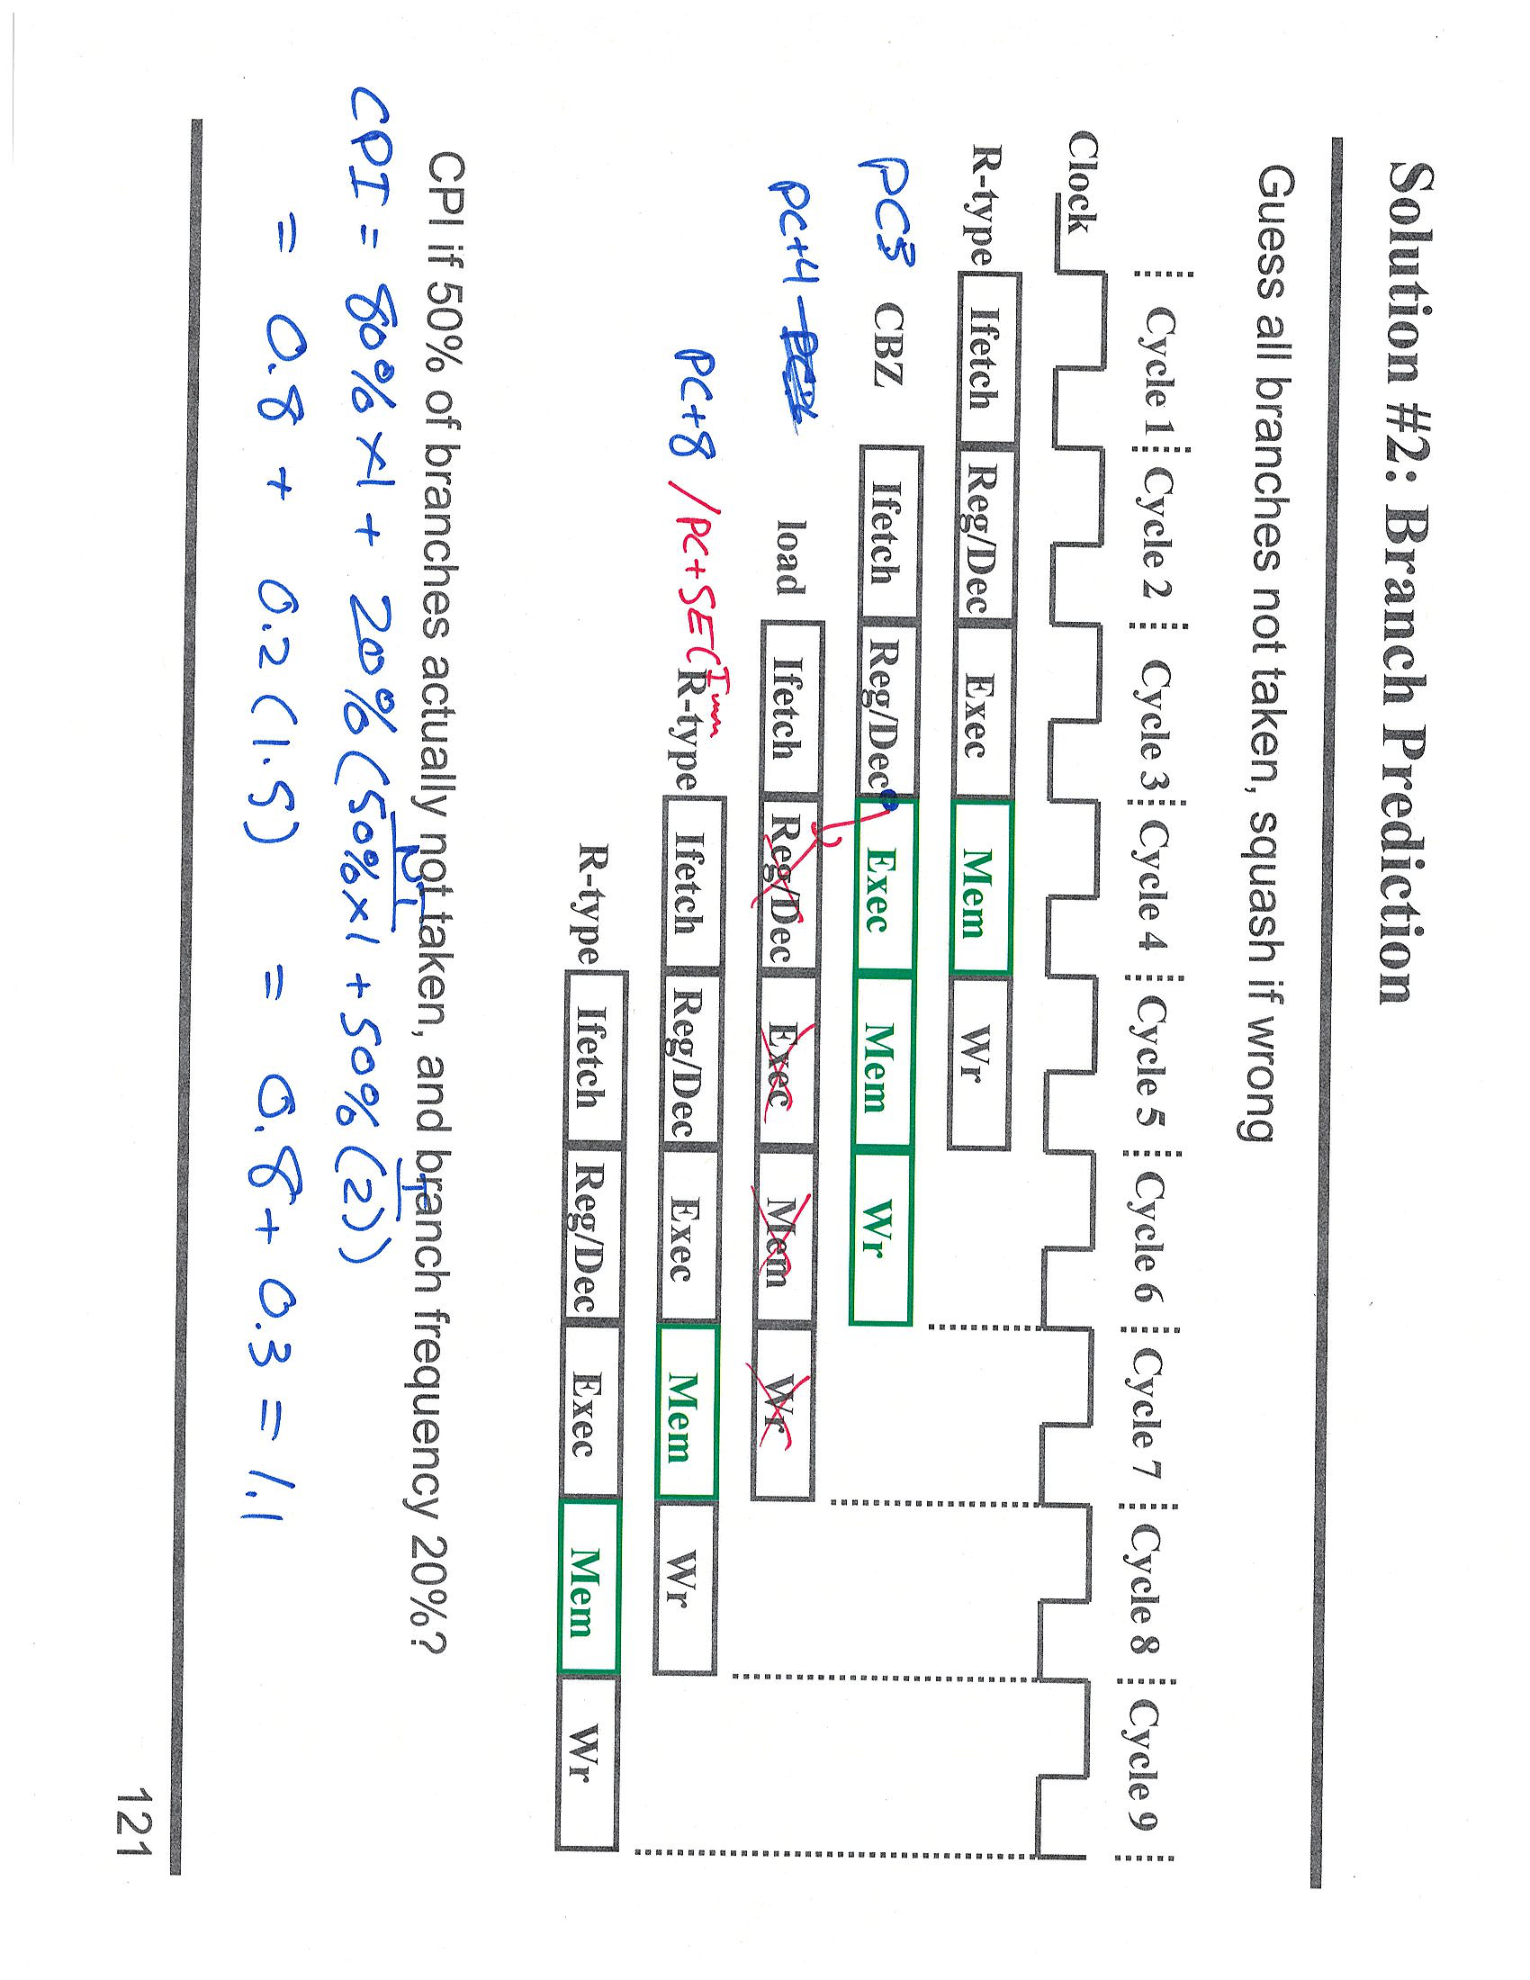 Solution #2: Branch Prediction
Guess all branches not taken, squash if wrong
Cycle 1 Cycle 2 Cycle 3 Cycle 4 Cycle 5 Cycle 6 Cycle 7 Cycle 8 Cycle 9
Clock
R-type Ifetch Reg/Dec Exec Mem Wr
CBZ Ifetch Reg/Dec Exec Mem Wr
PC+4 load Ifetch Reg/Dec Exec Mem Wr
PC+8 /PC+SE(Imm R-type Ifetch Reg/Dec Exec Mem Wr
R-type Ifetch Reg/Dec Exec Mem Wr
CPI if 50% of branches actually not taken, and branch frequency 20%?
CPI = 80% x1 + 20% (50% x 1 + 50% (2))
= 0.8 + 0.2 (1.5) = 0.8 + 0.3 = 1.1
121